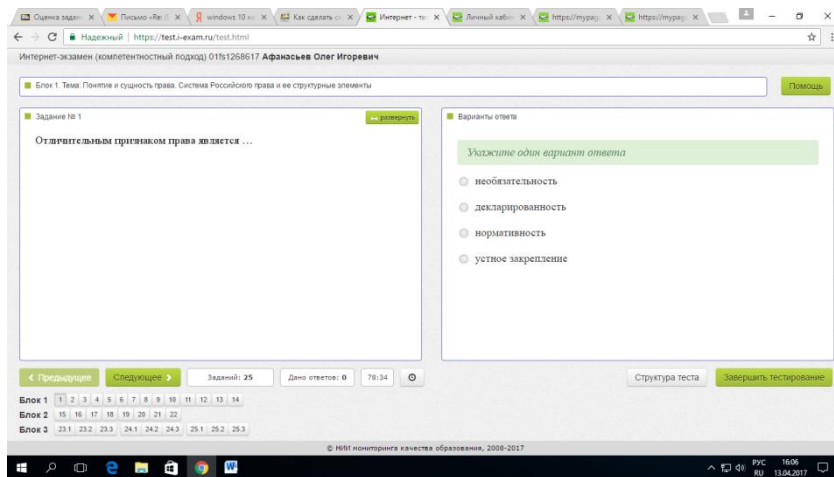 Оценка задан
Письмо «Re:
windows 10
Как сделать
Интернет - те
Личный каби
https://mypag
https://mypag
Надежный https://test.i-exam.ru/test.html
Интернет-экзамен (компетентностный подход) 01fs1268617 Афанасьев Олег Игоревич
Блок 1. Тема: Понятие и сущность права. Система Российского права и ее структурные элементы
Помощь
Задание № 1
развернуть
Отличительным признаком права является …
Варианты ответа
Укажите один вариант ответа
необязательность
декларированность
нормативность
устное закрепление
Предыдущее
Следующее
Заданий: 25
Дано ответов: 0
78:34
Структура теста
Завершить тестирование
Блок 1 1 2 3 4 5 6 7 8 9 10 11 12 13 14
Блок 2 15 16 17 18 19 20 21 22
Блок 3 23.1 23.2 23.3 24.1 24.2 24.3 25.1 25.2 25.3
© НИИ мониторинга качества образования, 2008-2017
РУС
RU
16:06
13.04.2017